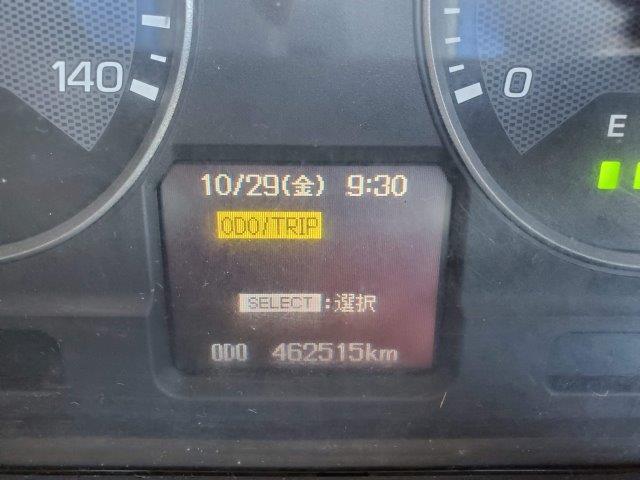 140
0
E
10/29(金) 9:30
ODO/TRIP
SELECT:選択
ODO 462515km